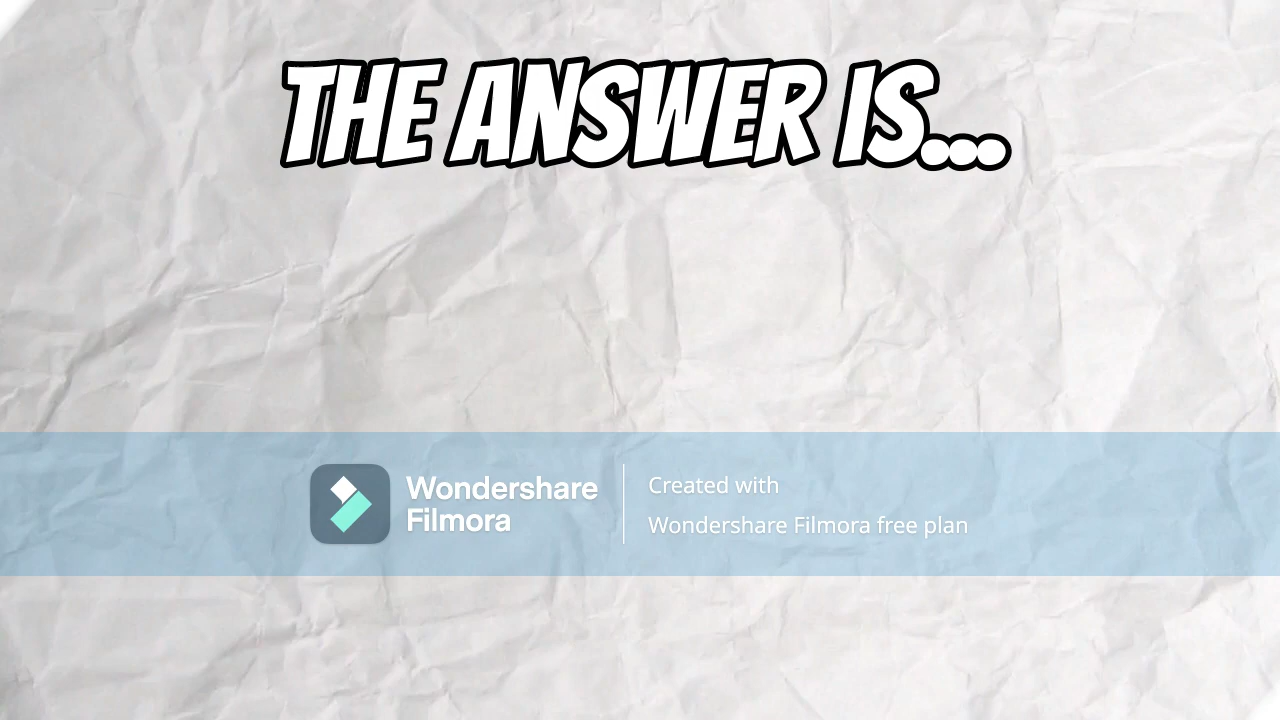 THE ANSWER IS...
Wondershare
Filmora
Created with
Wondershare Filmora free plan